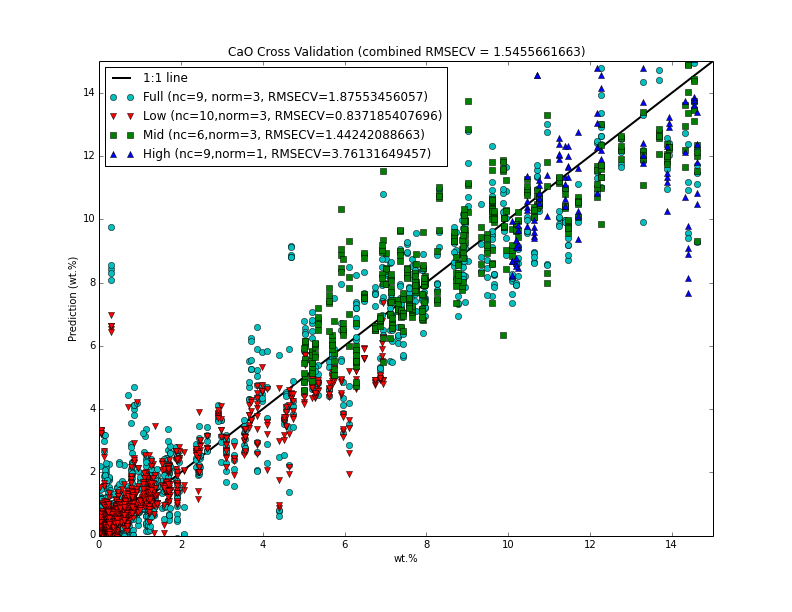 CaO Cross Validation (combined RMSECV = 1.5455661663)
1:1 line
Full (nc=9, norm=3, RMSECV=1.87553456057)
Low (nc=10,norm=3, RMSECV=0.837185407696)
Mid (nc=6,norm=3, RMSECV=1.44242088663)
High (nc=9,norm=1, RMSECV=3.76131649457)
Prediction (wt.%)
14
12
10
8
6
4
2
0
0 2 4 6 8 10 12 14
wt.%